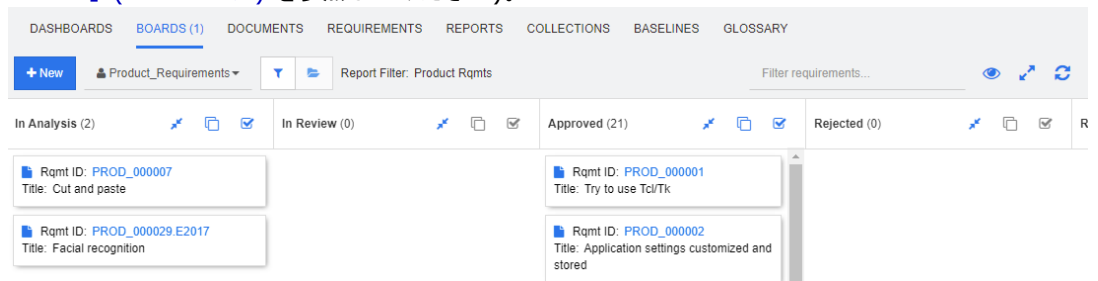 DASHBOARDS BOARDS (1) DOCUMENTS REQUIREMENTS REPORTS COLLECTIONS BASELINES GLOSSARY
+ New Product_Requirements Report Filter: Product Rqmts Filter requirements...
In Analysis (2) In Review (0) Approved (21) Rejected (0) R
Rqmt ID: PROD_000007
Title: Cut and paste
Rqmt ID: PROD_000029.E2017
Title: Facial recognition
Rqmt ID: PROD_000001
Title: Try to use Tcl/Tk
Rqmt ID: PROD_000002
Title: Application settings customized and
stored